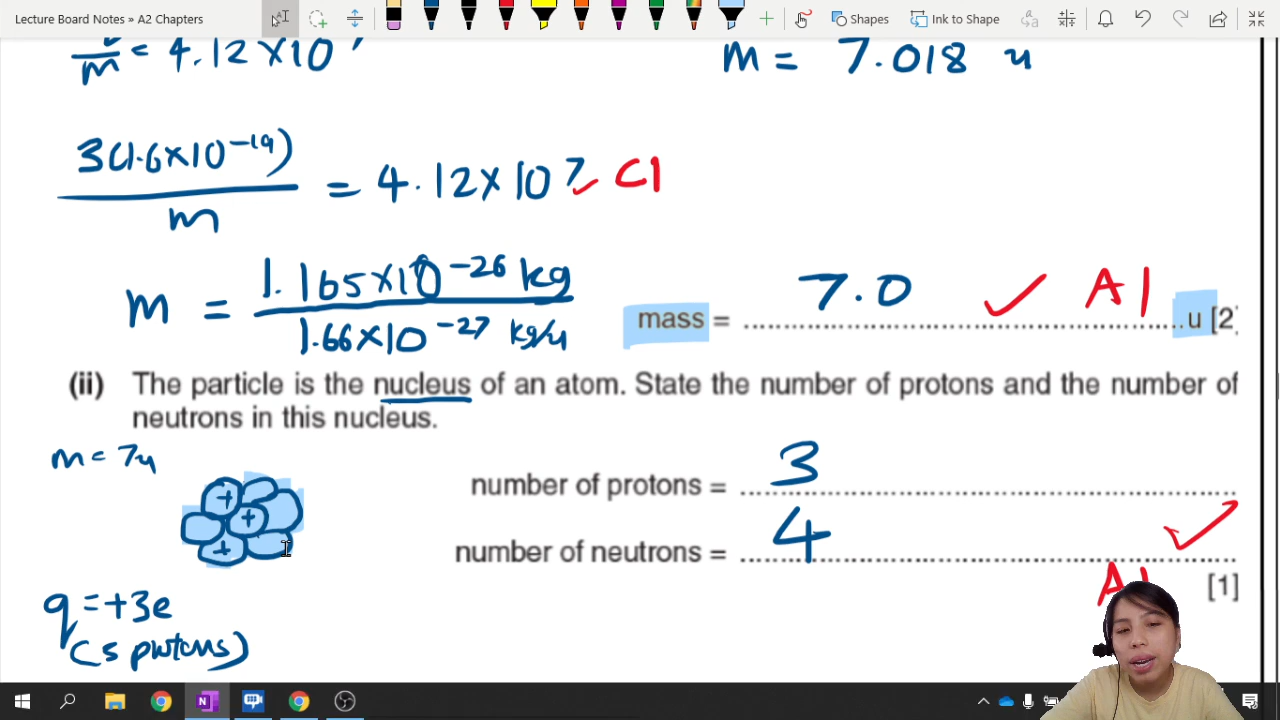 Lecture Board Notes » A2 Chapters
Shapes
Ink to Shape
m = 4.12×10
m = 7.018 u
3(1.6×10⁻¹⁹)
m
= 4.12×10⁷ C1
m = 1.165×10⁻²⁶ kg
1.66×10⁻²⁷ kg/u
7.0 A1
mass = ........ u [2]
(ii) The particle is the nucleus of an atom. State the number of protons and the number of
neutrons in this nucleus.
m = 7u
+
+
+
3
number of protons = ........
4
number of neutrons = ........
A1
[1]
q = +3e
(s protons)